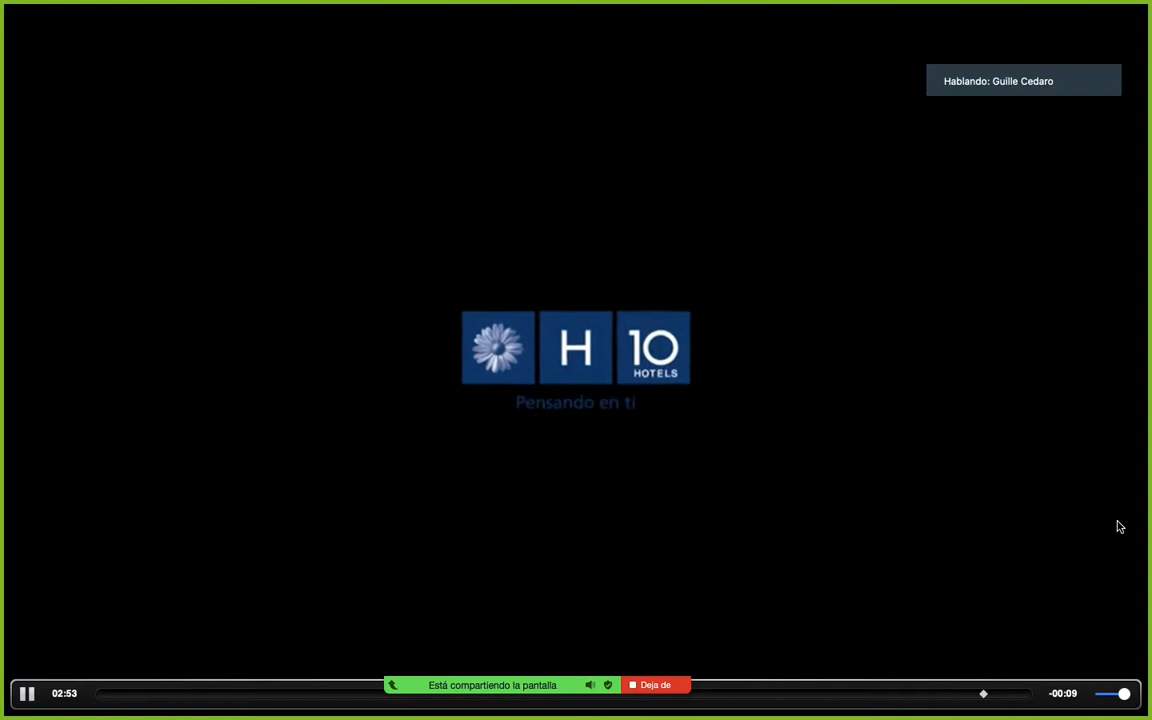 Hablando: Guille Cedaro
H 10
HOTELS
Pensando en ti
02:53
Está compartiendo la pantalla
Deja de
-00:09